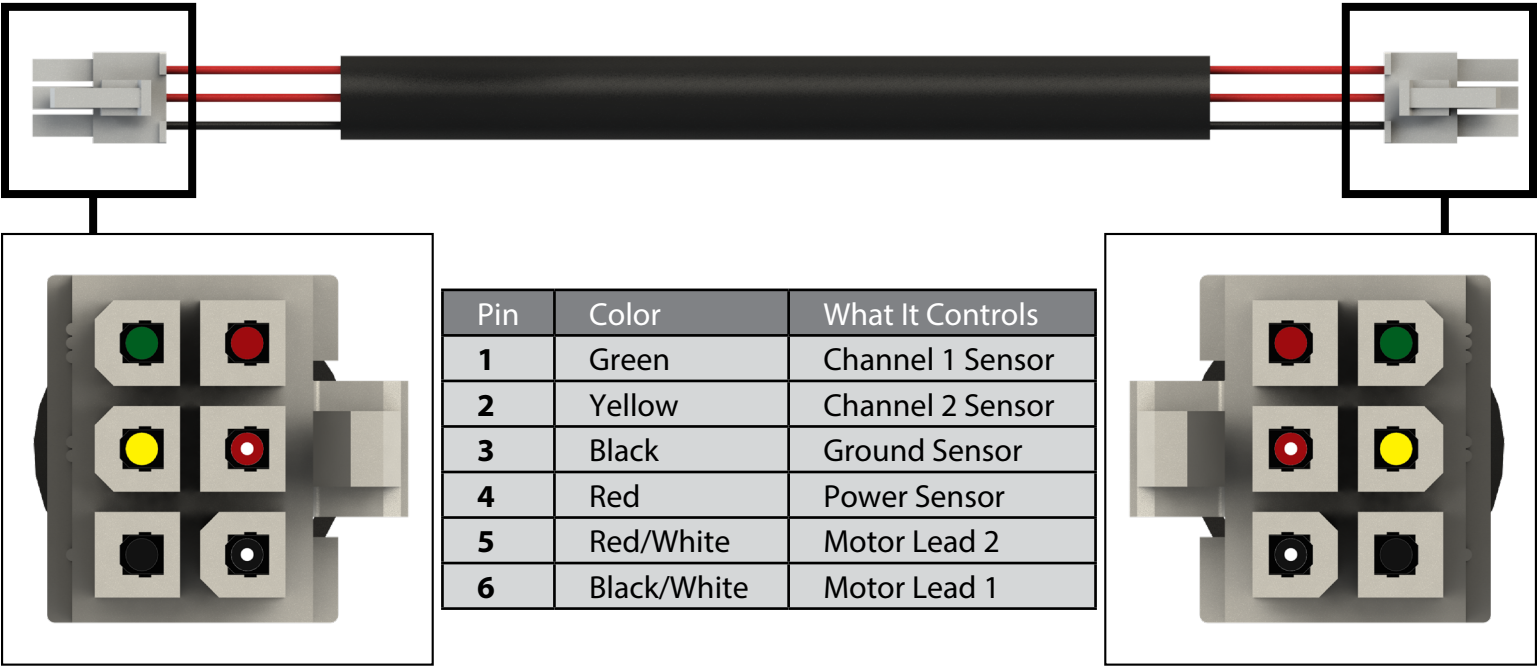 Pin Color What It Controls
1 Green Channel 1 Sensor
2 Yellow Channel 2 Sensor
3 Black Ground Sensor
4 Red Power Sensor
5 Red/White Motor Lead 2
6 Black/White Motor Lead 1